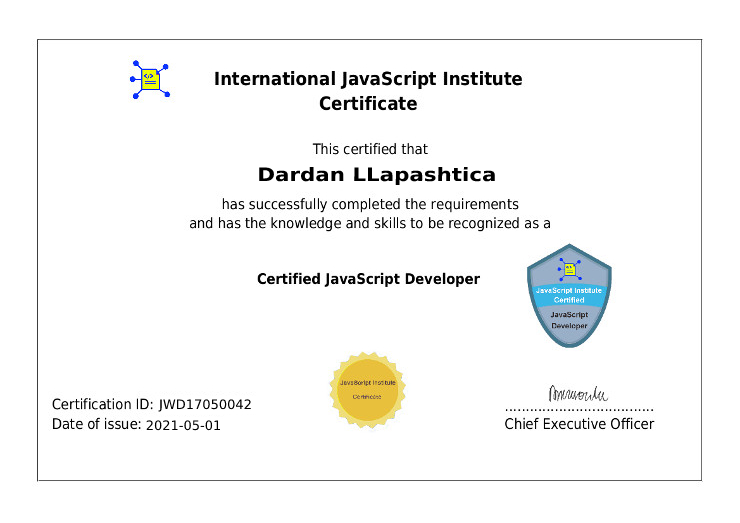 International JavaScript Institute
Certificate
This certified that
Dardan LLapashtica
has successfully completed the requirements
and has the knowledge and skills to be recognized as a
Certified JavaScript Developer
</>
JavaScript Institute
Certified
JavaScript
Developer
JavaScript Institute
Certificate
Certification ID: JWD17050042
Date of issue: 2021-05-01
....................................
Chief Executive Officer